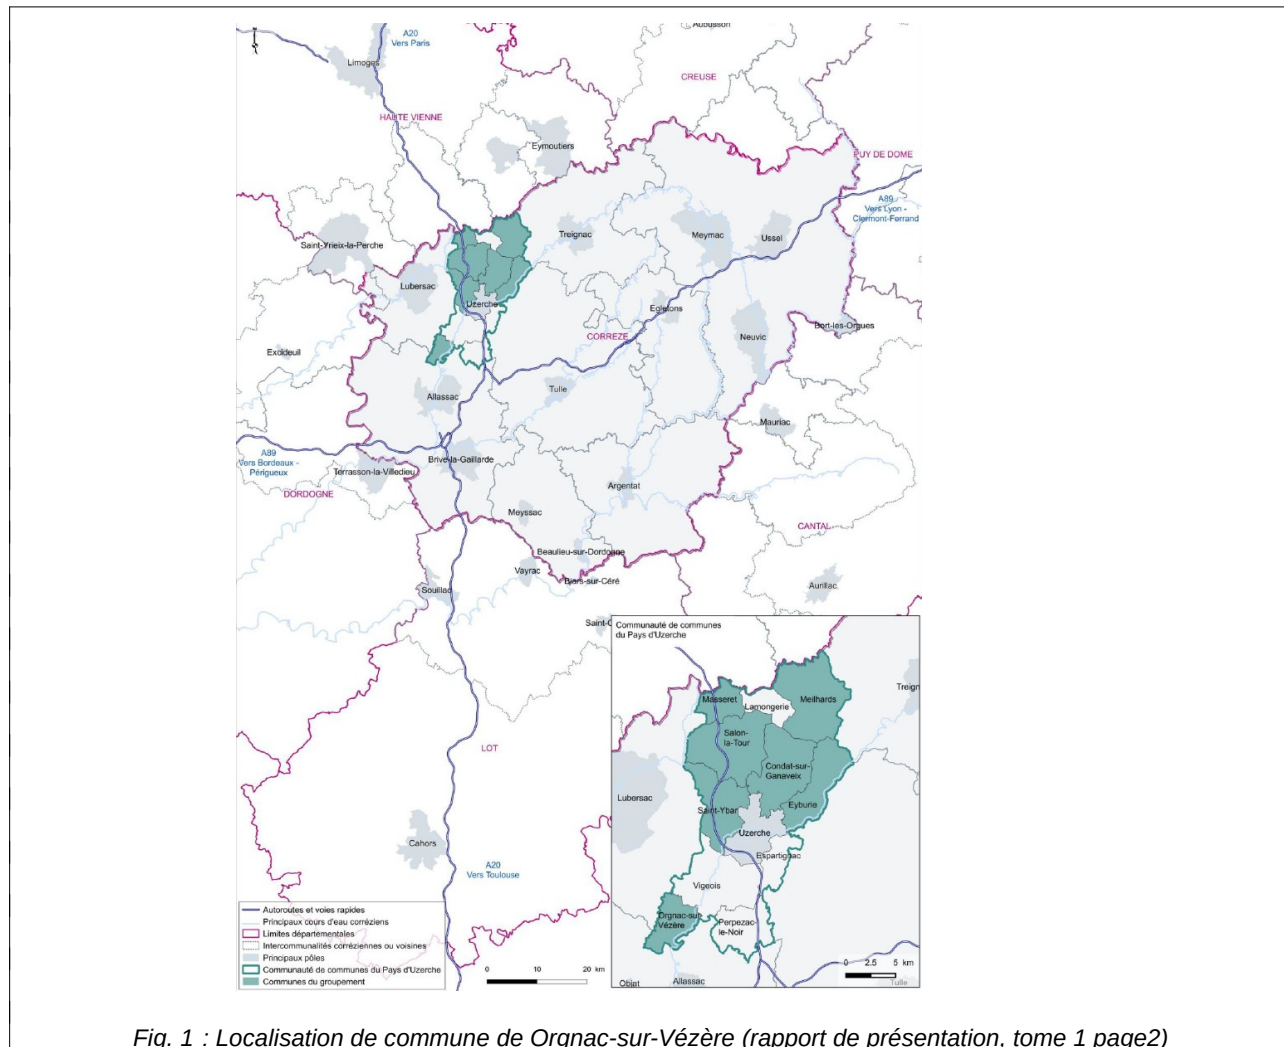 Aubusson
A20
Vers Paris
Limoges
CREUSE
HAUTE VIENNE
Eymoutiers
PUY DE DOME
A89
Vers Lyon -
Clermont-Ferrand
Saint-Yrieix-la-Perche
Treignac
Meymac
Ussel
Lubersac
Uzerche
Egletons
Bort-les-Orgues
CORREZE
Neuvic
Excideuil
Tulle
Allassac
Mauriac
A89
Vers Bordeaux -
Périgueux
Brive-la-Gaillarde
Terrasson-la-Villedieu
Argentat
DORDOGNE
Meyssac
CANTAL
Beaulieu-sur-Dordogne
Vayrac
Biars-sur-Céré
Souillac
Aurillac
Saint-C
LOT
Cahors
A20
Vers Toulouse
Communauté de communes
du Pays d'Uzerche
Treign
Masseret
Meilhards
Lamongerie
Salon-
la-Tour
Condat-sur-
Ganaveix
Lubersac
Saint-Ybar
Eyburie
Uzerche
Espartignac
Vigeois
Orgnac-sur-
Vézère
Perpezac-
le-Noir
0 2.5 5 km
Objat
Allassac
Tulle
Autoroutes et voies rapides
Principaux cours d'eau corréziens
Limites départementales
Intercommunalités corréziennes ou voisines
Principaux pôles
Communauté de communes du Pays d'Uzerche
Communes du groupement
0 10 20 km
Fig. 1 : Localisation de commune de Orgnac-sur-Vézère (rapport de présentation, tome 1 page2)